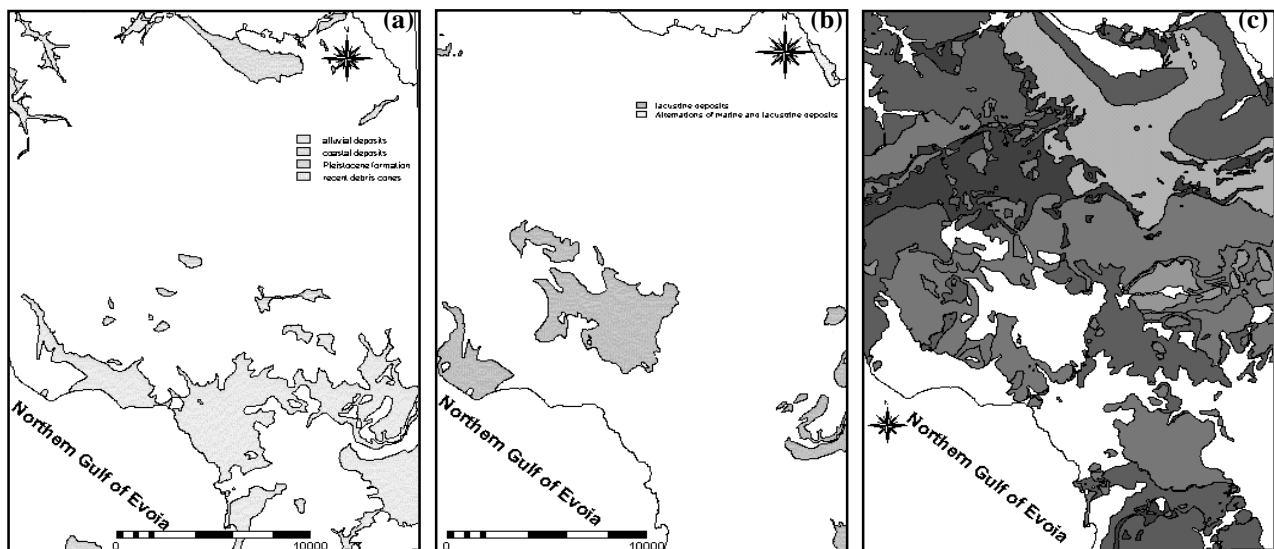 (a)
N
alluvial deposits
coastal deposits
Pleistocene formation
recent debris cones
Northern Gulf of Evoia
0 10000
(b)
N
lacustrine deposits
Alternations of marine and lacustrine deposits
Northern Gulf of Evoia
0 10000
(c)
N
Northern Gulf of Evoia